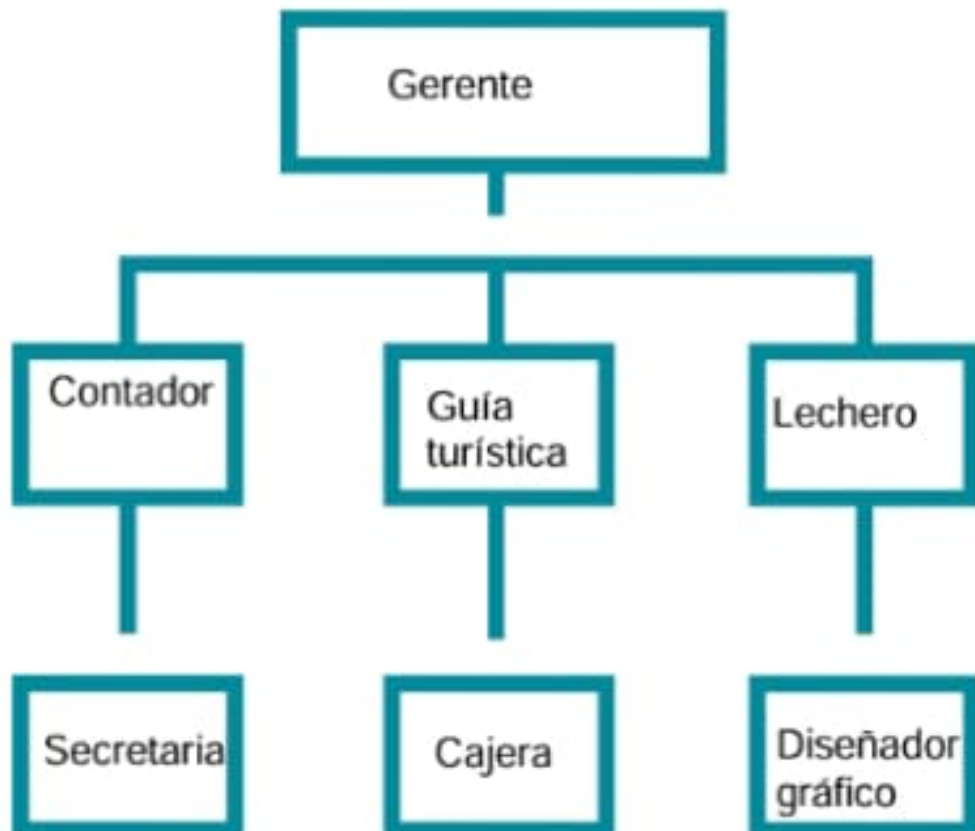 Gerente
Contador
Guía
turística
Lechero
Secretaria
Cajera
Diseñador
gráfico